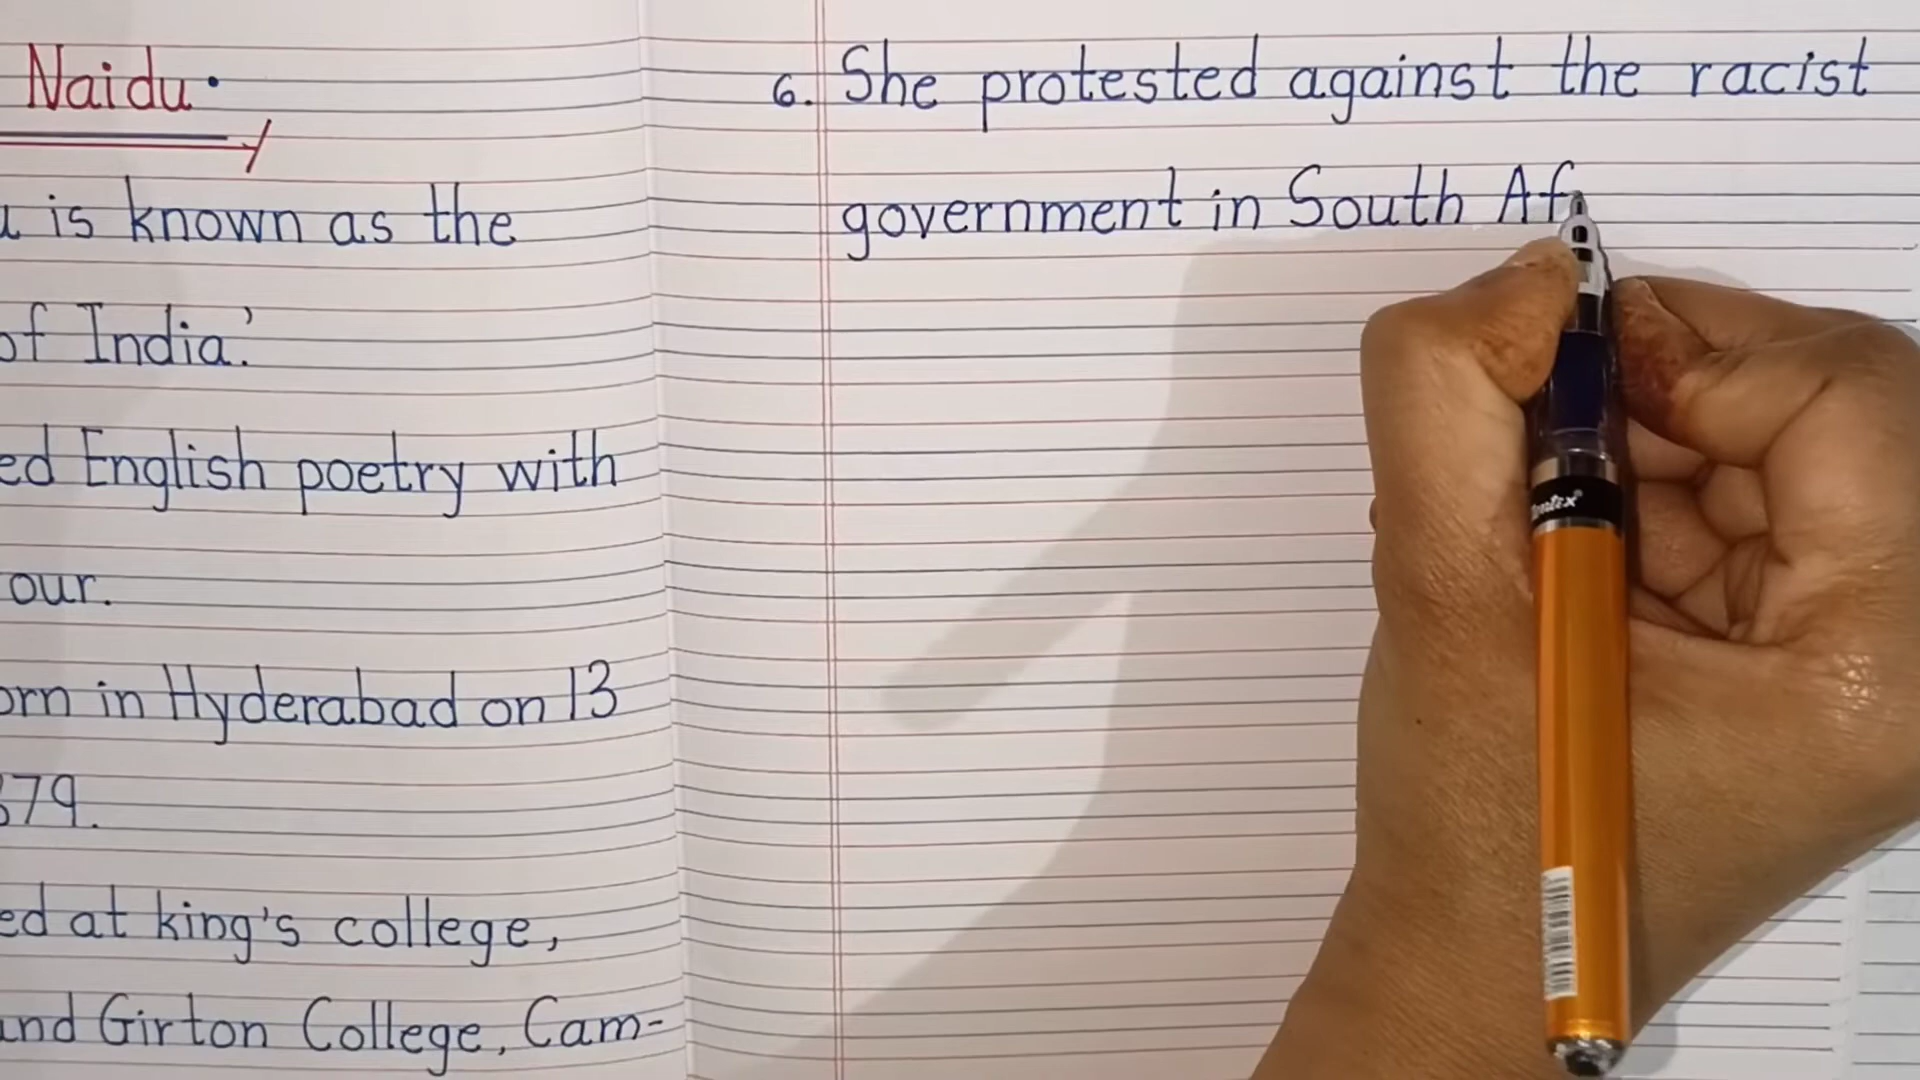 Naidu.
is known as the
of India.'
ed English poetry with
our.
orn in Hyderabad on 13
879.
ed at king's college,
and Girton College, Cam-
6. She protested against the racist
government in South Af